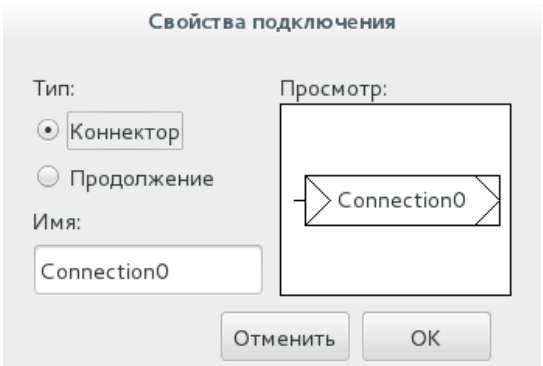 Свойства подключения
Тип:
Коннектор
Продолжение
Имя:
Connection0
Просмотр:
Connection0
Отменить
OK